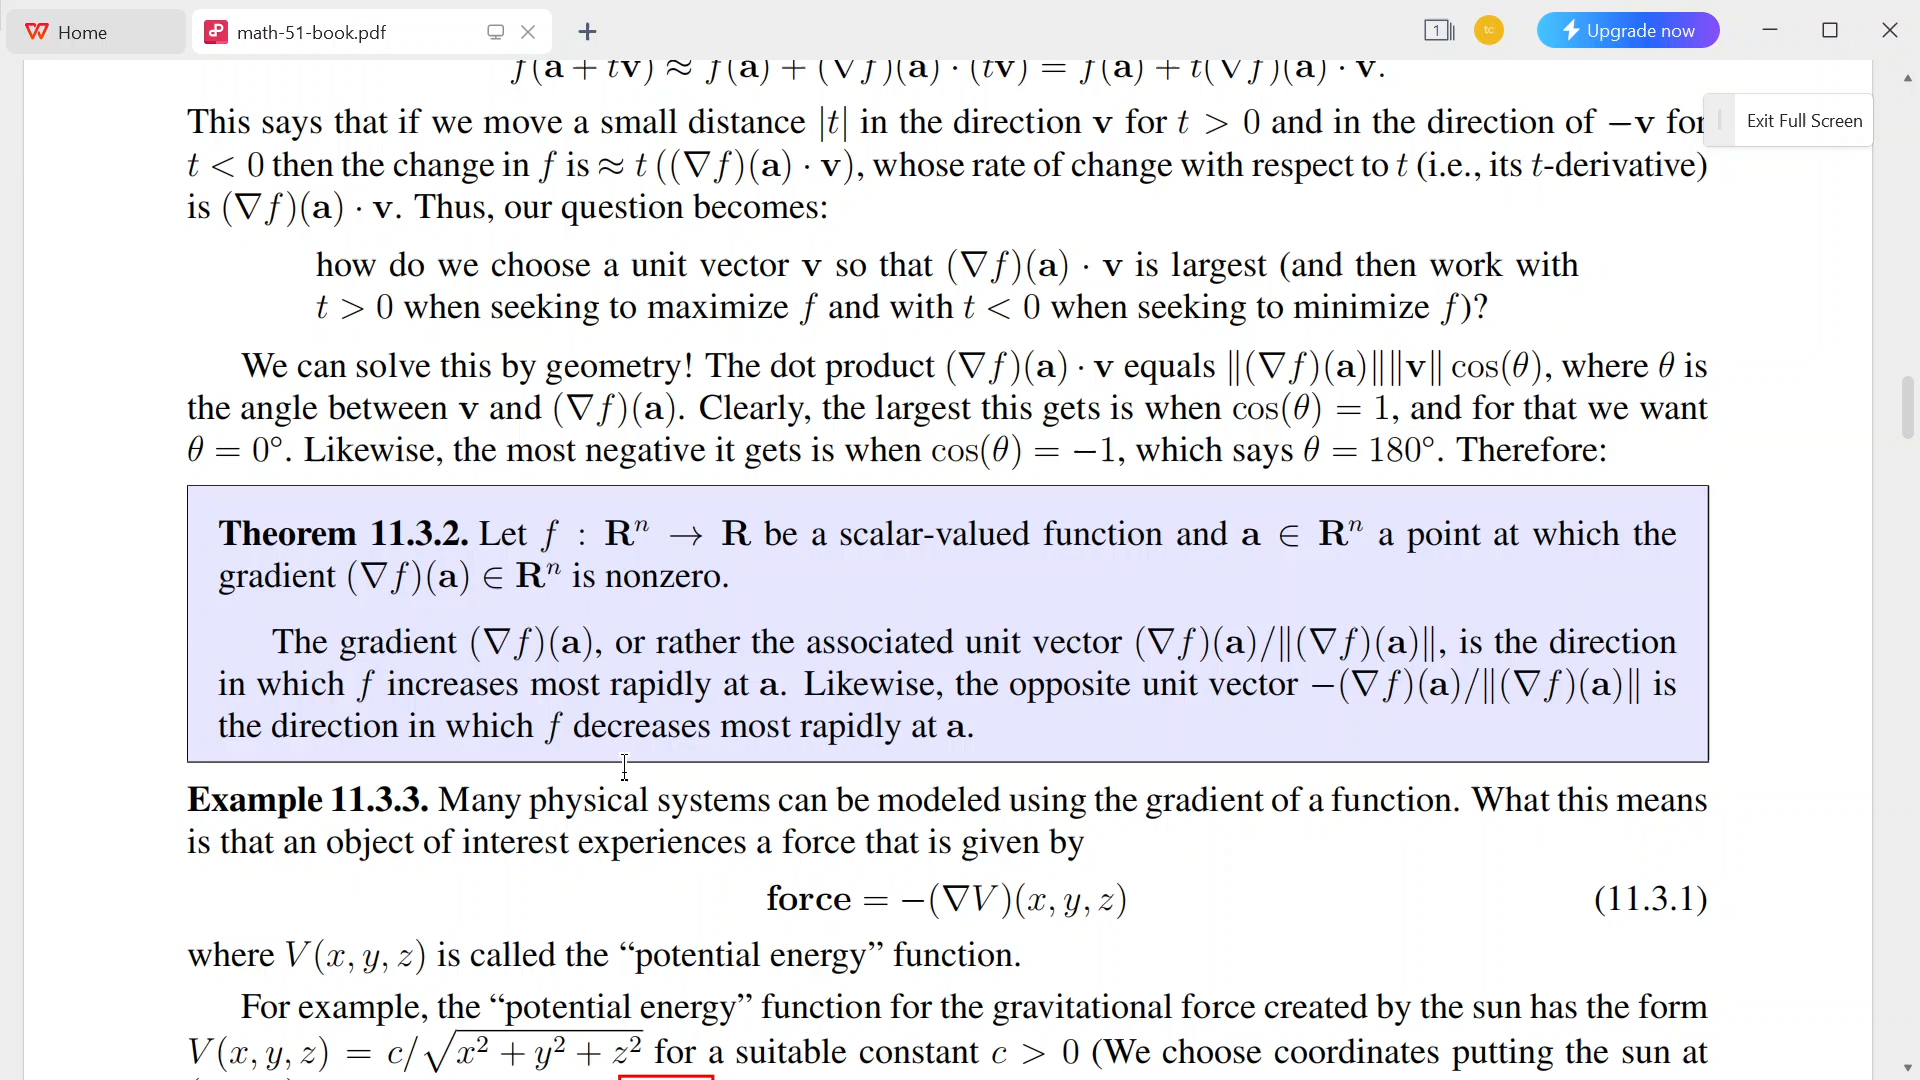 Home
math-51-book.pdf
1
tc
Upgrade now
f(a + tv) ≈ f(a) + (∇f)(a) · (tv) = f(a) + t(∇f)(a) · v.
Exit Full Screen
This says that if we move a small distance |t| in the direction v for t > 0 and in the direction of −v for
t < 0 then the change in f is ≈ t ((∇f)(a) · v), whose rate of change with respect to t (i.e., its t-derivative)
is (∇f)(a) · v. Thus, our question becomes:
how do we choose a unit vector v so that (∇f)(a) · v is largest (and then work with
t > 0 when seeking to maximize f and with t < 0 when seeking to minimize f)?
We can solve this by geometry! The dot product (∇f)(a) · v equals ‖(∇f)(a)‖‖v‖ cos(θ), where θ is
the angle between v and (∇f)(a). Clearly, the largest this gets is when cos(θ) = 1, and for that we want
θ = 0°. Likewise, the most negative it gets is when cos(θ) = −1, which says θ = 180°. Therefore:
Theorem 11.3.2. Let f : Rⁿ → R be a scalar-valued function and a ∈ Rⁿ a point at which the
gradient (∇f)(a) ∈ Rⁿ is nonzero.
The gradient (∇f)(a), or rather the associated unit vector (∇f)(a)/‖(∇f)(a)‖, is the direction
in which f increases most rapidly at a. Likewise, the opposite unit vector −(∇f)(a)/‖(∇f)(a)‖ is
the direction in which f decreases most rapidly at a.
Example 11.3.3. Many physical systems can be modeled using the gradient of a function. What this means
is that an object of interest experiences a force that is given by
force = −(∇V)(x, y, z) (11.3.1)
where V(x, y, z) is called the “potential energy” function.
For example, the “potential energy” function for the gravitational force created by the sun has the form
V(x, y, z) = c/√(x² + y² + z²) for a suitable constant c > 0 (We choose coordinates putting the sun at